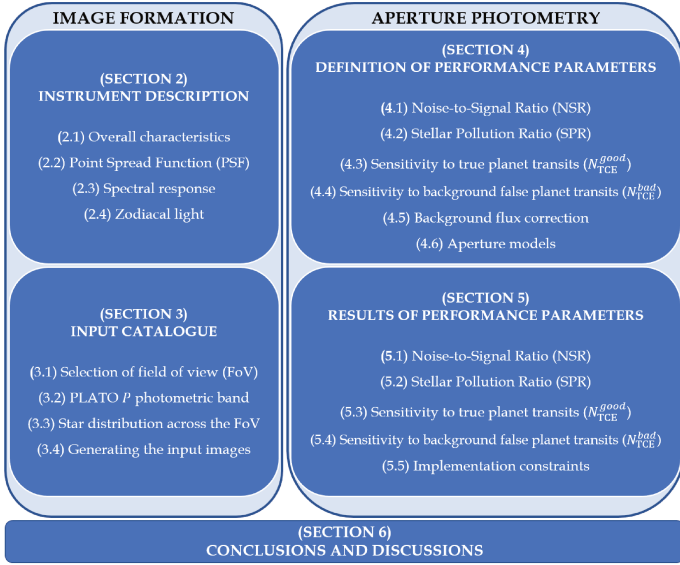 IMAGE FORMATION
(SECTION 2)
INSTRUMENT DESCRIPTION
(2.1) Overall characteristics
(2.2) Point Spread Function (PSF)
(2.3) Spectral response
(2.4) Zodiacal light
(SECTION 3)
INPUT CATALOGUE
(3.1) Selection of field of view (FoV)
(3.2) PLATO P photometric band
(3.3) Star distribution across the FoV
(3.4) Generating the input images
APERTURE PHOTOMETRY
(SECTION 4)
DEFINITION OF PERFORMANCE PARAMETERS
(4.1) Noise-to-Signal Ratio (NSR)
(4.2) Stellar Pollution Ratio (SPR)
(4.3) Sensitivity to true planet transits (𝑁_TCE^𝑔𝑜𝑜𝑑)
(4.4) Sensitivity to background false planet transits (𝑁_TCE^𝑏𝑎𝑑)
(4.5) Background flux correction
(4.6) Aperture models
(SECTION 5)
RESULTS OF PERFORMANCE PARAMETERS
(5.1) Noise-to-Signal Ratio (NSR)
(5.2) Stellar Pollution Ratio (SPR)
(5.3) Sensitivity to true planet transits (𝑁_TCE^𝑔𝑜𝑜𝑑)
(5.4) Sensitivity to background false planet transits (𝑁_TCE^𝑏𝑎𝑑)
(5.5) Implementation constraints
(SECTION 6)
CONCLUSIONS AND DISCUSSIONS